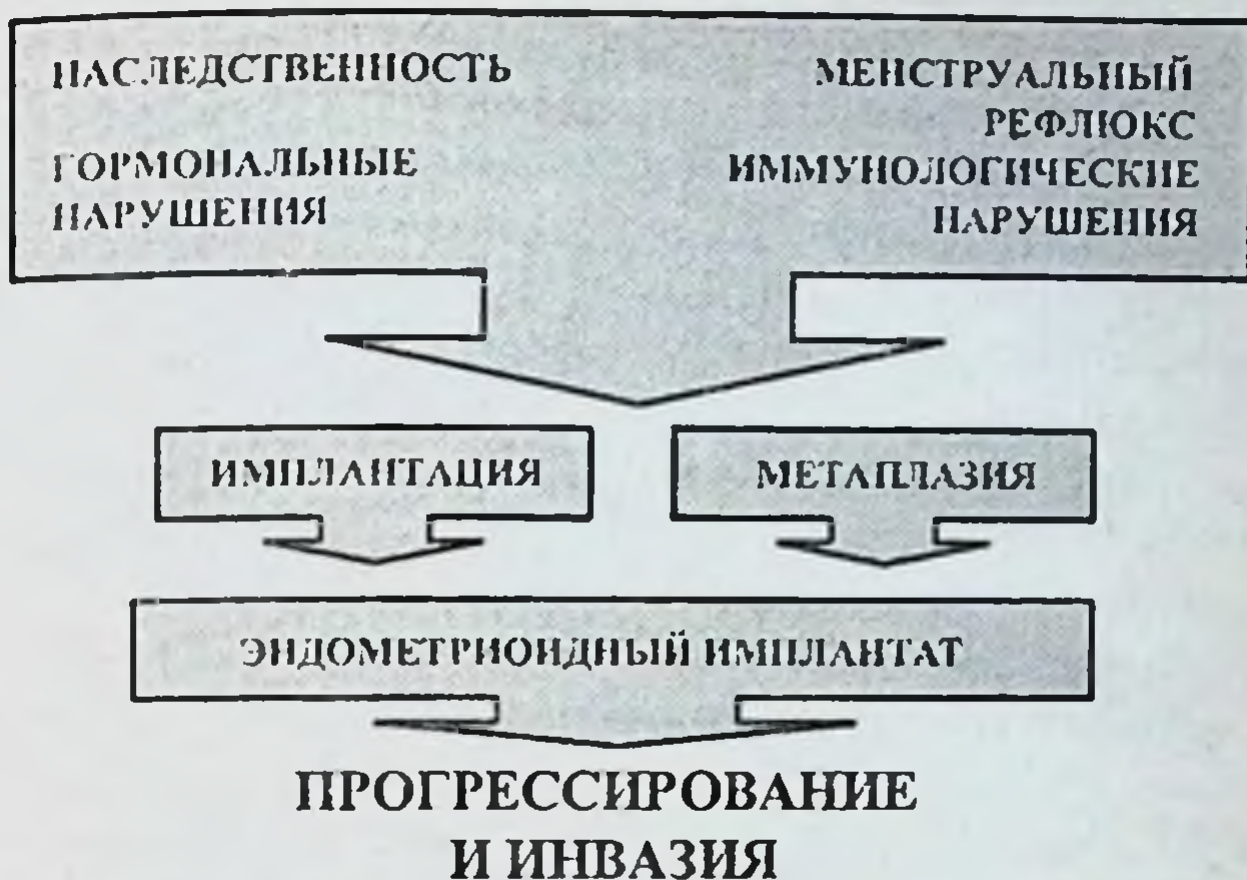 НАСЛЕДСТВЕННОСТЬ
ГОРМОНАЛЬНЫЕ
НАРУШЕНИЯ
МЕНСТРУАЛЬНЫЙ
РЕФЛЮКС
ИММУНОЛОГИЧЕСКИЕ
НАРУШЕНИЯ
ИМПЛАНТАЦИЯ
МЕТАПЛАЗИЯ
ЭНДОМЕТРИОИДНЫЙ ИМПЛАНТАТ
ПРОГРЕССИРОВАНИЕ
И ИНВАЗИЯ